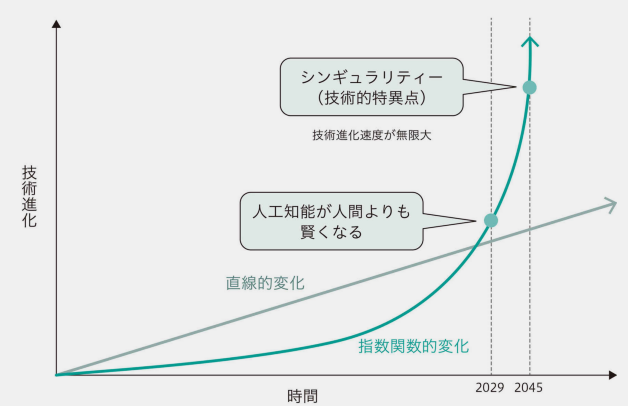 シンギュラリティー
（技術的特異点）
技術進化速度が無限大
技術進化
人工知能が人間よりも
賢くなる
直線的変化
指数関数的変化
2029
2045
時間